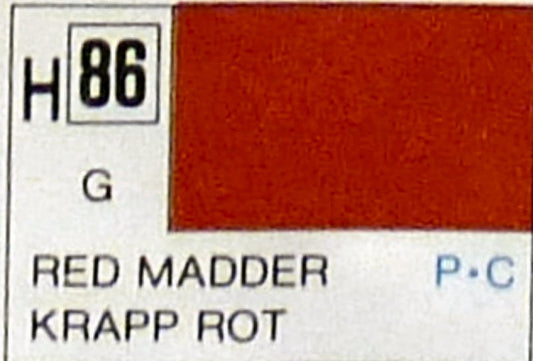 H 86
G
RED MADDER P·C
KRAPP ROT